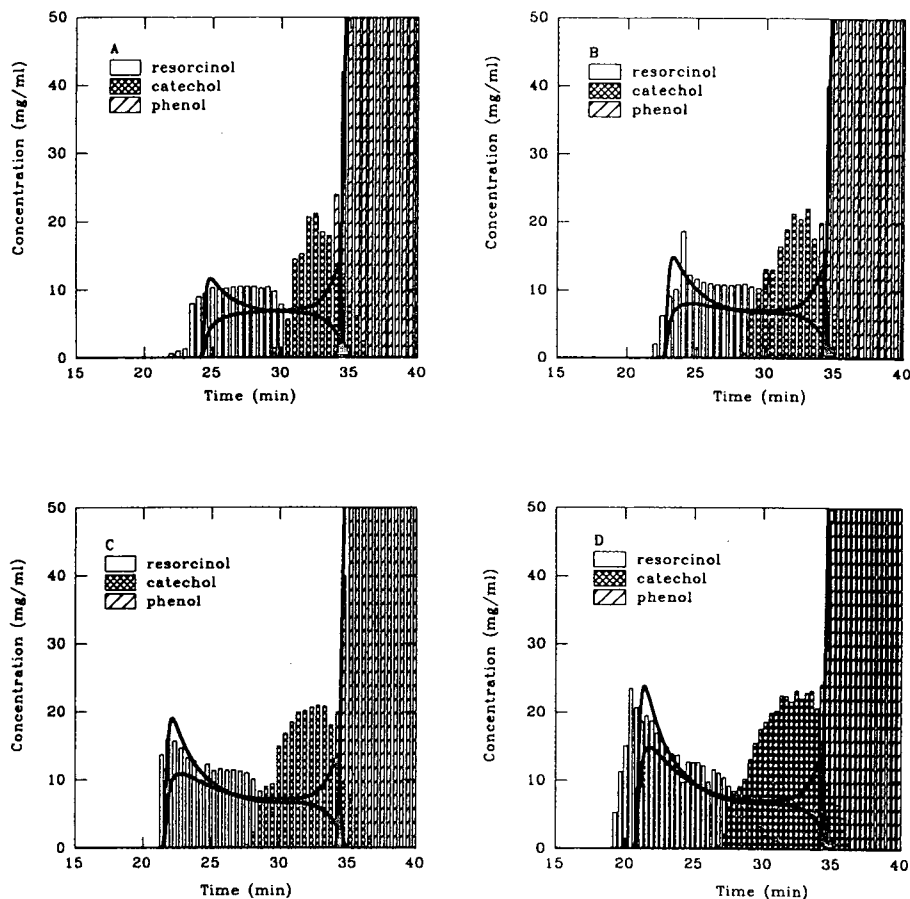 50
40
30
20
10
0
Concentration (mg/ml)
A
resorcinol
catechol
phenol
15 20 25 30 35 40
Time (min)
50
40
30
20
10
0
Concentration (mg/ml)
B
resorcinol
catechol
phenol
15 20 25 30 35 40
Time (min)
50
40
30
20
10
0
Concentration (mg/ml)
C
resorcinol
catechol
phenol
15 20 25 30 35 40
Time (min)
50
40
30
20
10
0
Concentration (mg/ml)
D
resorcinol
catechol
phenol
15 20 25 30 35 40
Time (min)